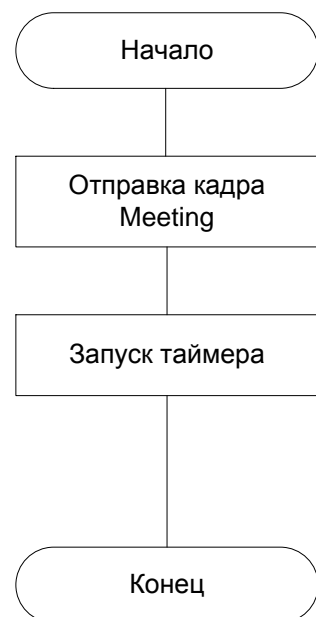 Начало
Отправка кадра
Meeting
Запуск таймера
Конец